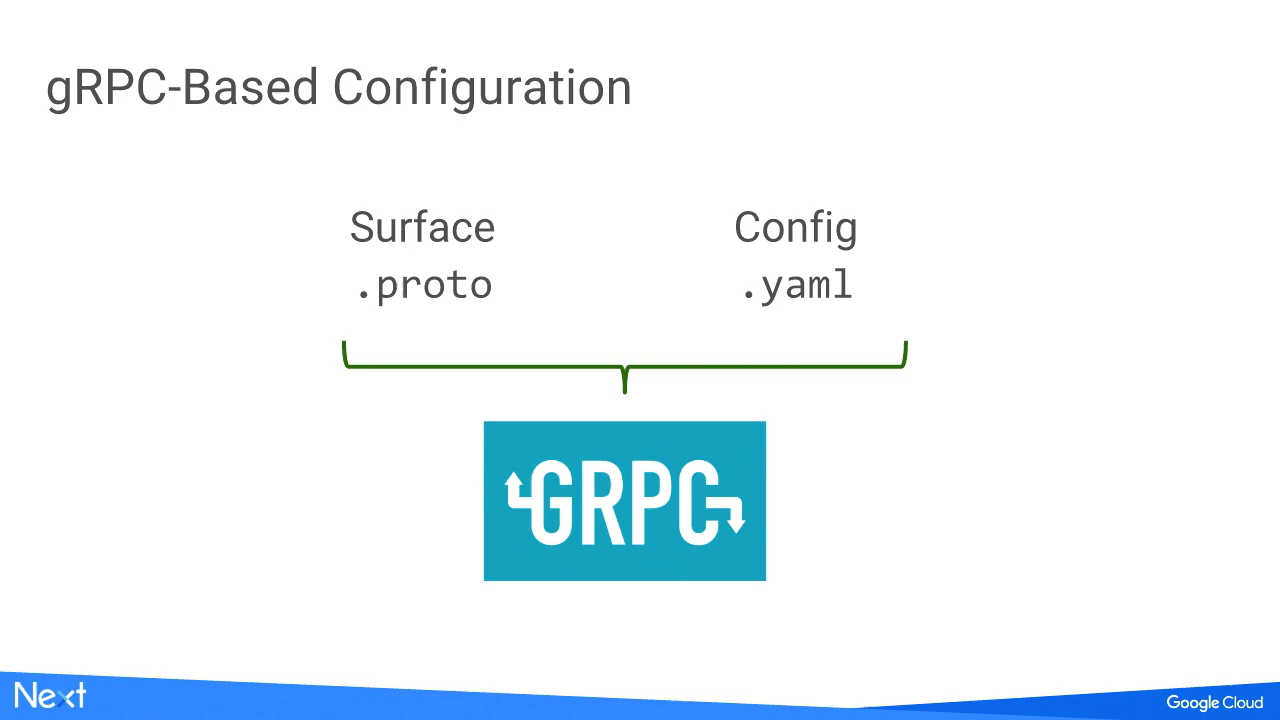 gRPC-Based Configuration
Surface
.proto
Config
.yaml
GRPC
Next
Google Cloud